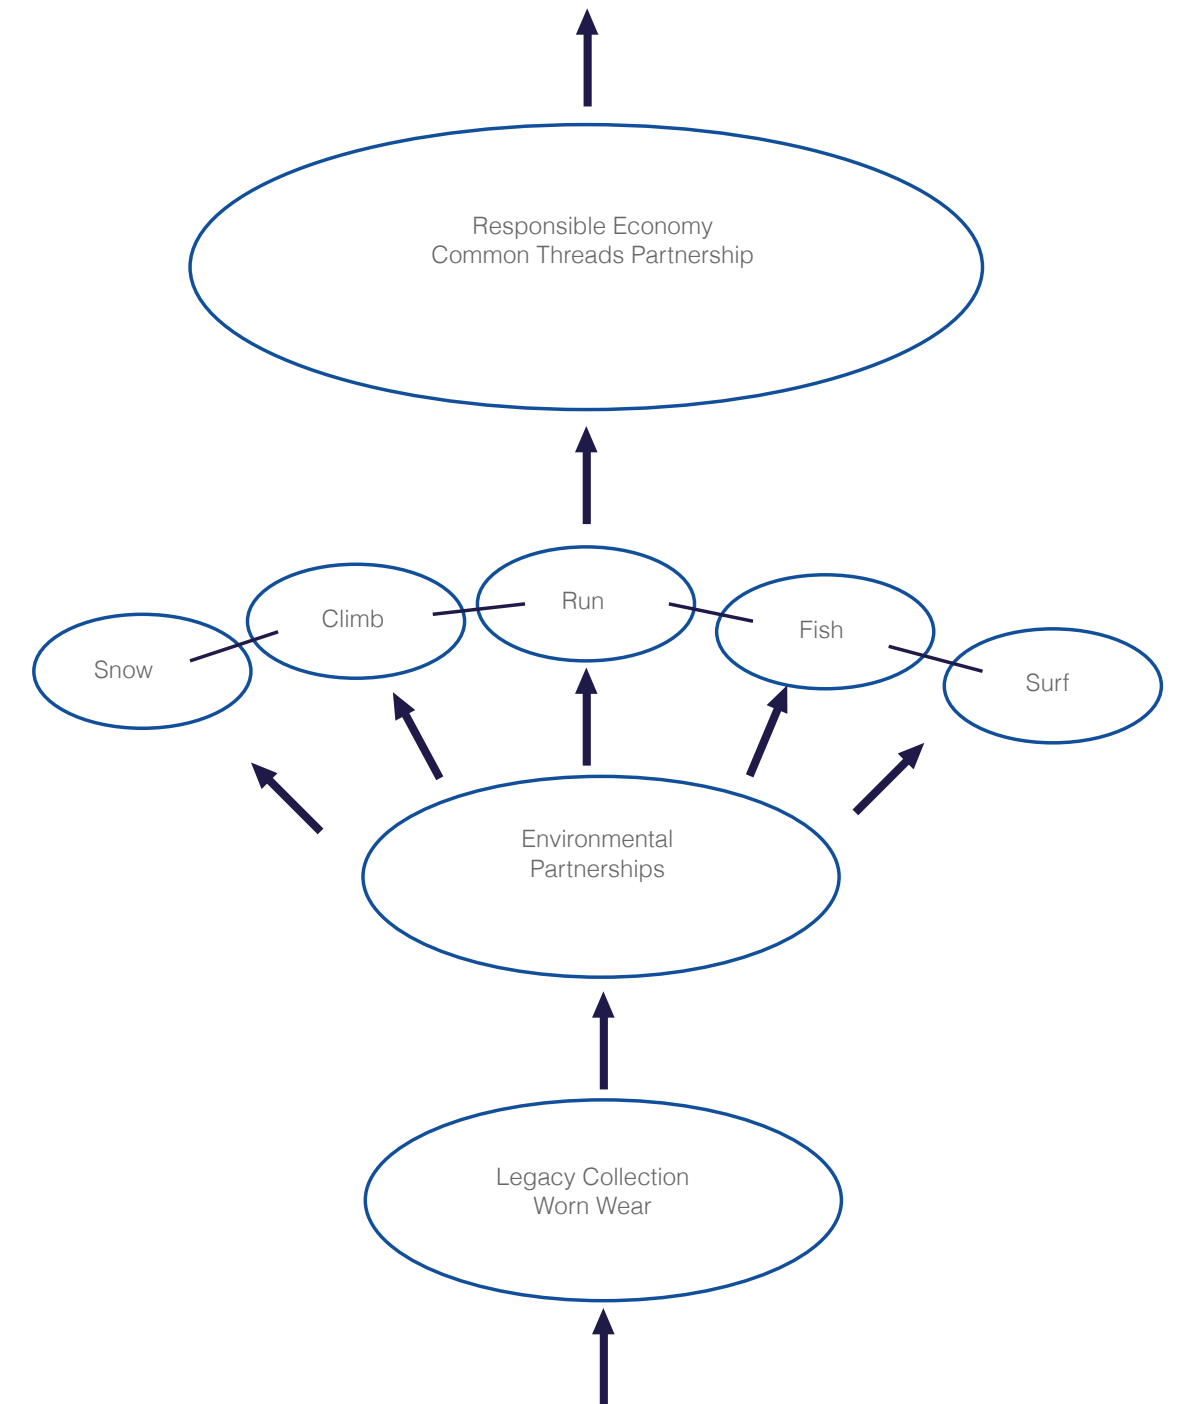 Responsible Economy
Common Threads Partnership
Snow
Climb
Run
Fish
Surf
Environmental
Partnerships
Legacy Collection
Worn Wear